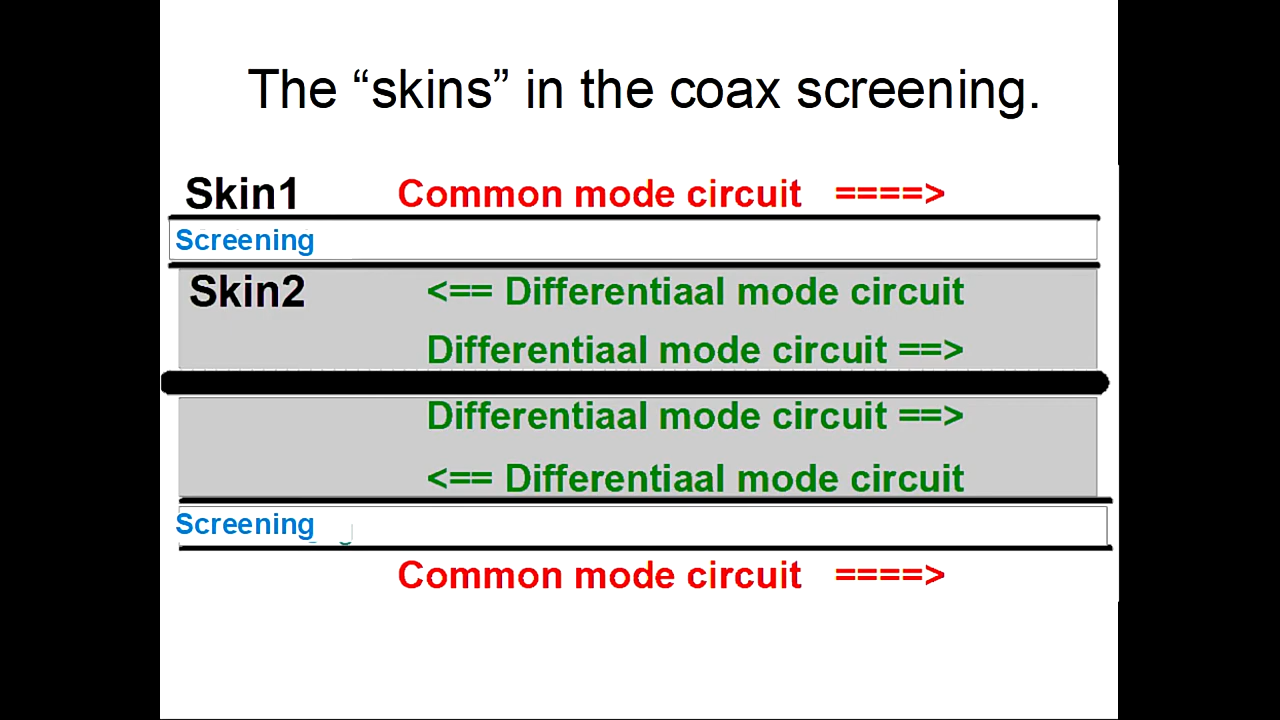 The “skins” in the coax screening.
Skin1 Common mode circuit ====>
Screening
Skin2 <== Differentiaal mode circuit
Differentiaal mode circuit ==>
Differentiaal mode circuit ==>
<== Differentiaal mode circuit
Screening
Common mode circuit ====>